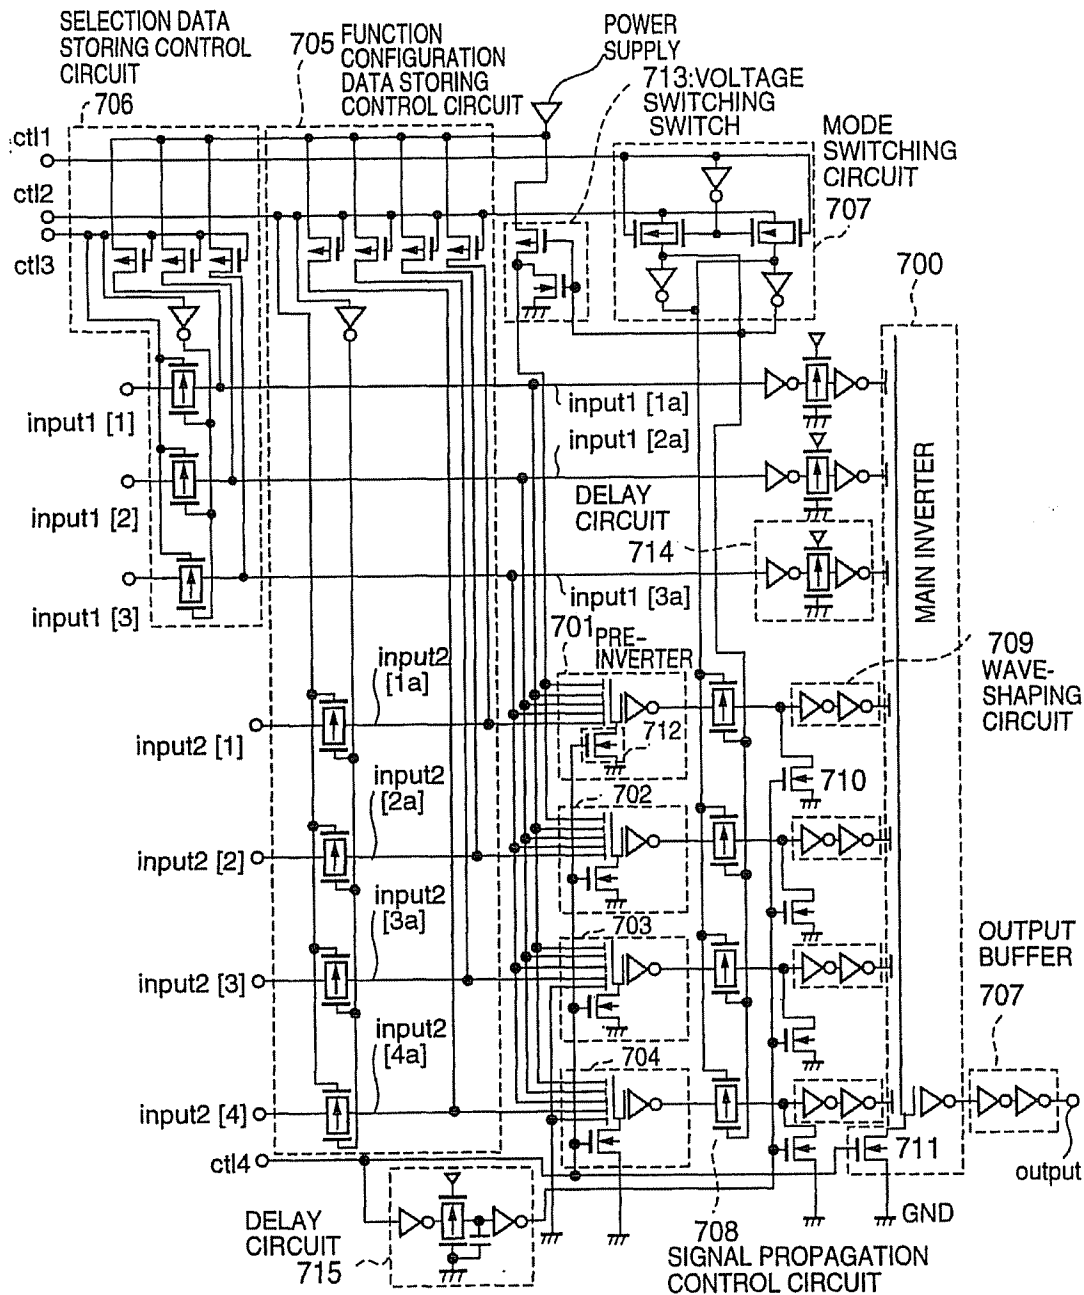 SELECTION DATA
STORING CONTROL
CIRCUIT
706
705 FUNCTION
CONFIGURATION
DATA STORING
CONTROL CIRCUIT
POWER
SUPPLY
713:VOLTAGE
SWITCHING
SWITCH
MODE
SWITCHING
CIRCUIT
707
ctl1
ctl2
ctl3
700
input1 [1]
input1 [1a]
input1 [2a]
input1 [2]
DELAY
CIRCUIT
714
MAIN INVERTER
input1 [3]
input1 [3a]
701
PRE-
INVERTER
709
WAVE-
SHAPING
CIRCUIT
input2
[1a]
input2 [1]
712
710
input2
[2a]
702
input2 [2]
input2
[3a]
703
OUTPUT
BUFFER
707
input2 [3]
input2
[4a]
704
input2 [4]
ctl4
711
output
DELAY
CIRCUIT
715
GND
708
SIGNAL PROPAGATION
CONTROL CIRCUIT